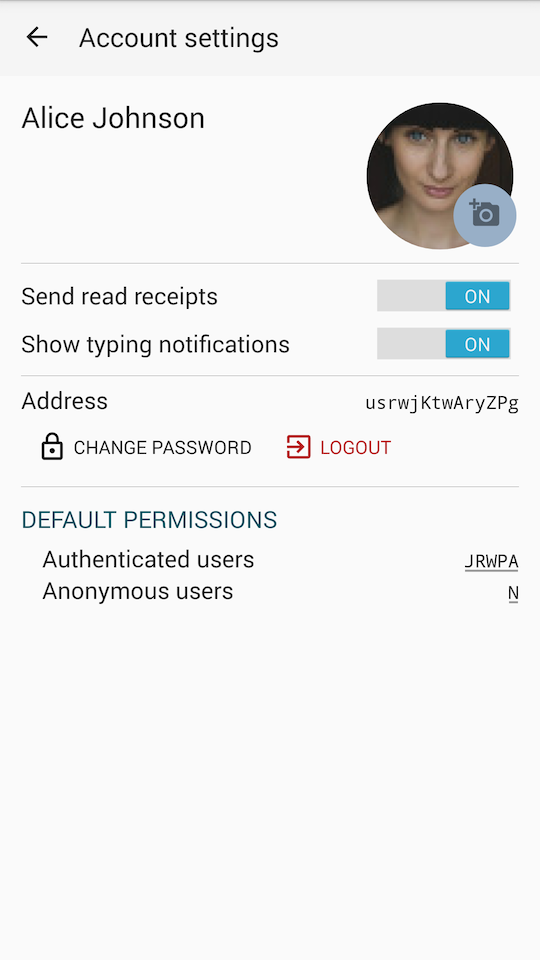 Account settings
Alice Johnson
Send read receipts ON
Show typing notifications ON
Address usrwjKtwAryZPg
CHANGE PASSWORD LOGOUT
DEFAULT PERMISSIONS
Authenticated users JRWPA
Anonymous users N